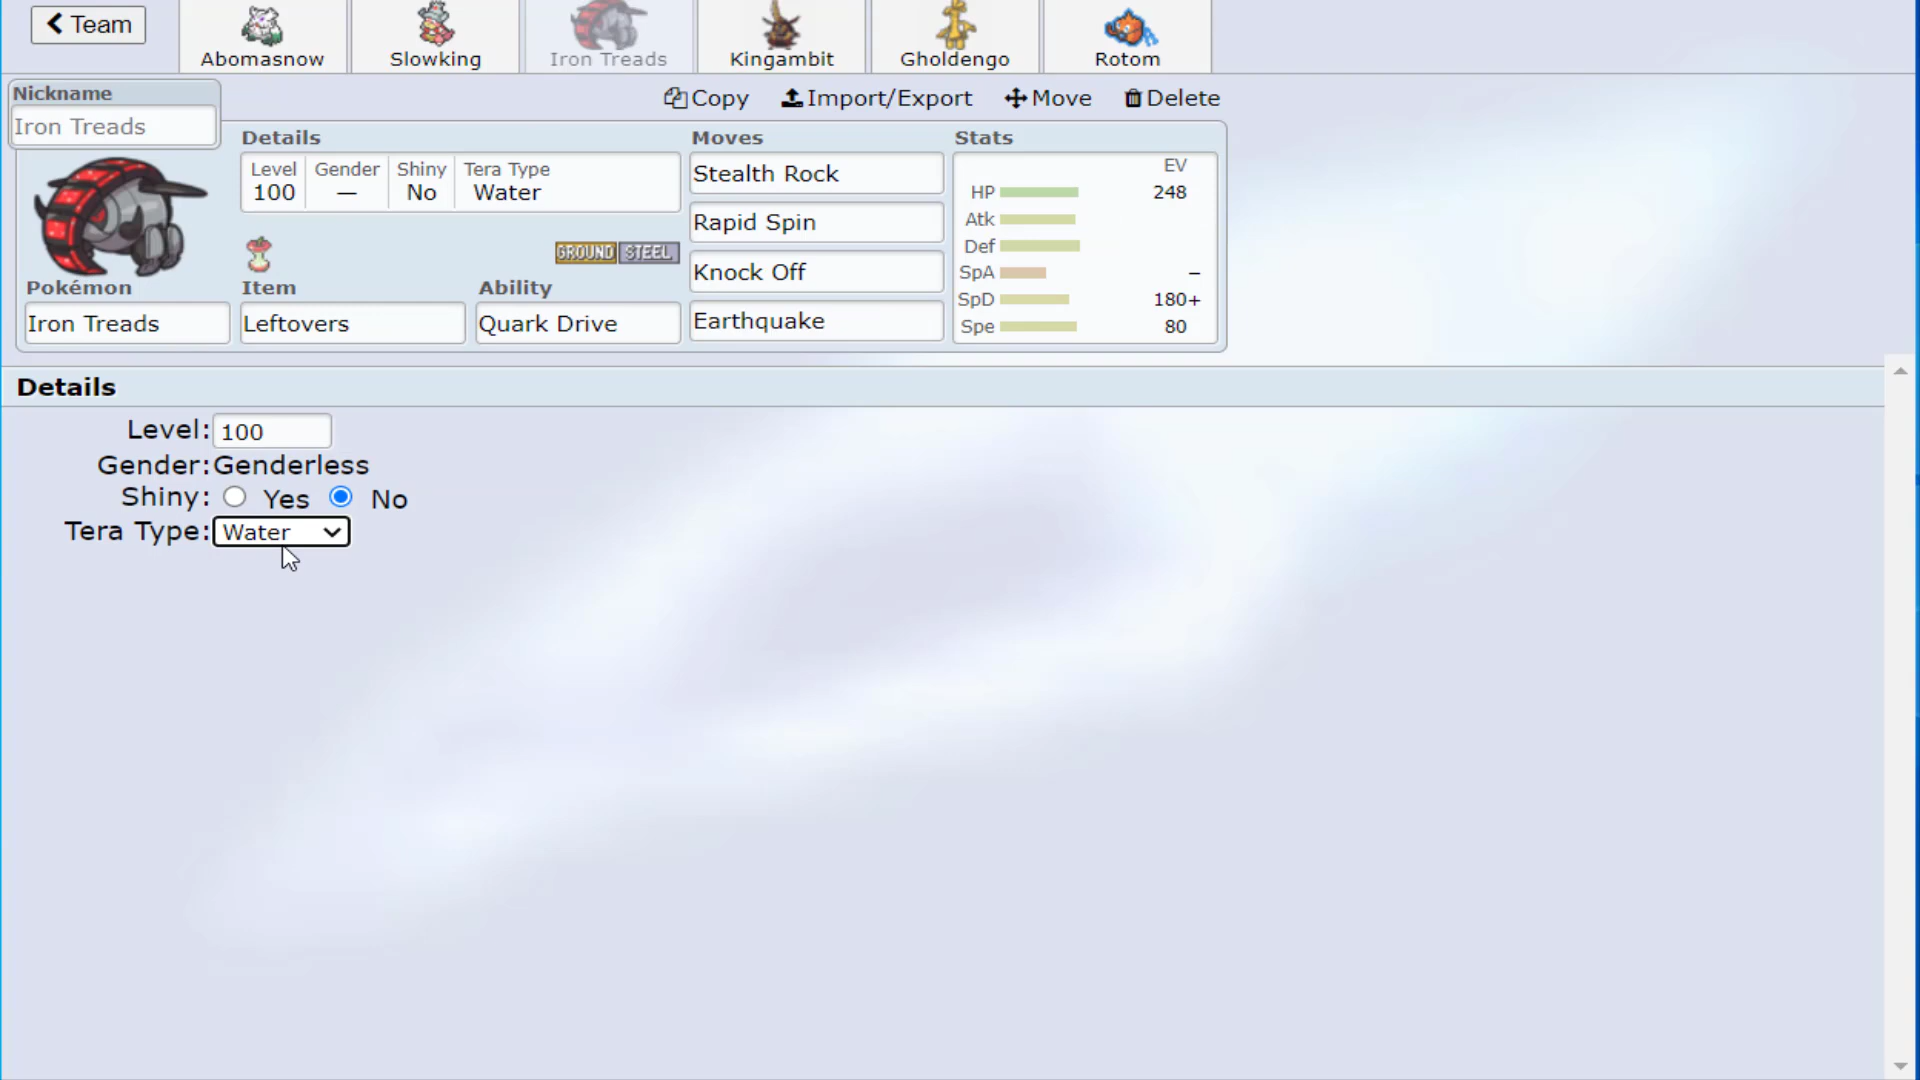 Team
Abomasnow
Slowking
Iron Treads
Kingambit
Gholdengo
Rotom
Nickname
Iron Treads
Copy
Import/Export
Move
Delete
Details
Level Gender Shiny Tera Type
100 — No Water
GROUND STEEL
Pokémon
Item
Ability
Iron Treads
Leftovers
Quark Drive
Moves
Stealth Rock
Rapid Spin
Knock Off
Earthquake
Stats
EV
HP 248
Atk
Def
SpA –
SpD 180+
Spe 80
Details
Level: 100
Gender: Genderless
Shiny: Yes No
Tera Type: Water